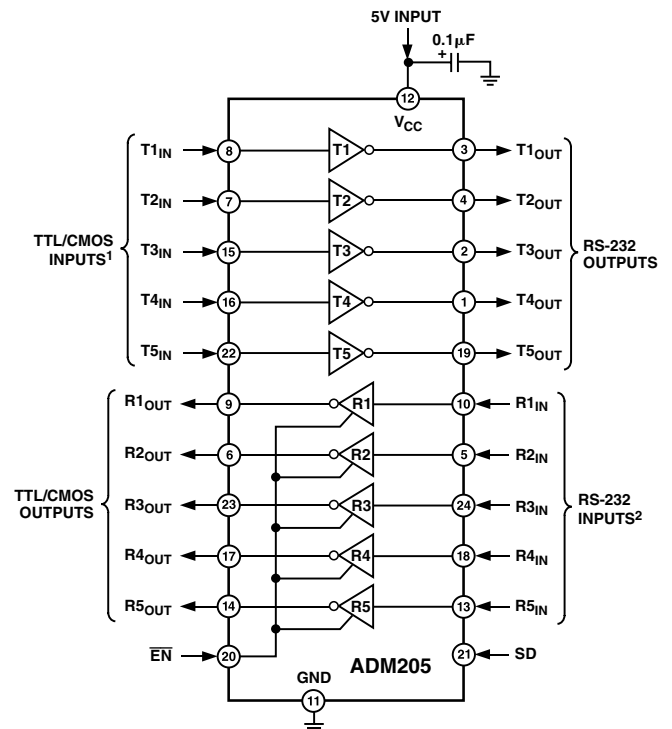 5V INPUT
0.1µF
+
12
VCC
T1IN 8 T1 3 T1OUT
T2IN 7 T2 4 T2OUT
T3IN 15 T3 2 T3OUT
T4IN 16 T4 1 T4OUT
T5IN 22 T5 19 T5OUT
TTL/CMOS
INPUTS1
RS-232
OUTPUTS
R1OUT 9 R1 10 R1IN
R2OUT 6 R2 5 R2IN
R3OUT 23 R3 24 R3IN
R4OUT 17 R4 18 R4IN
R5OUT 14 R5 13 R5IN
TTL/CMOS
OUTPUTS
RS-232
INPUTS2
EN 20 21 SD
ADM205
GND
11